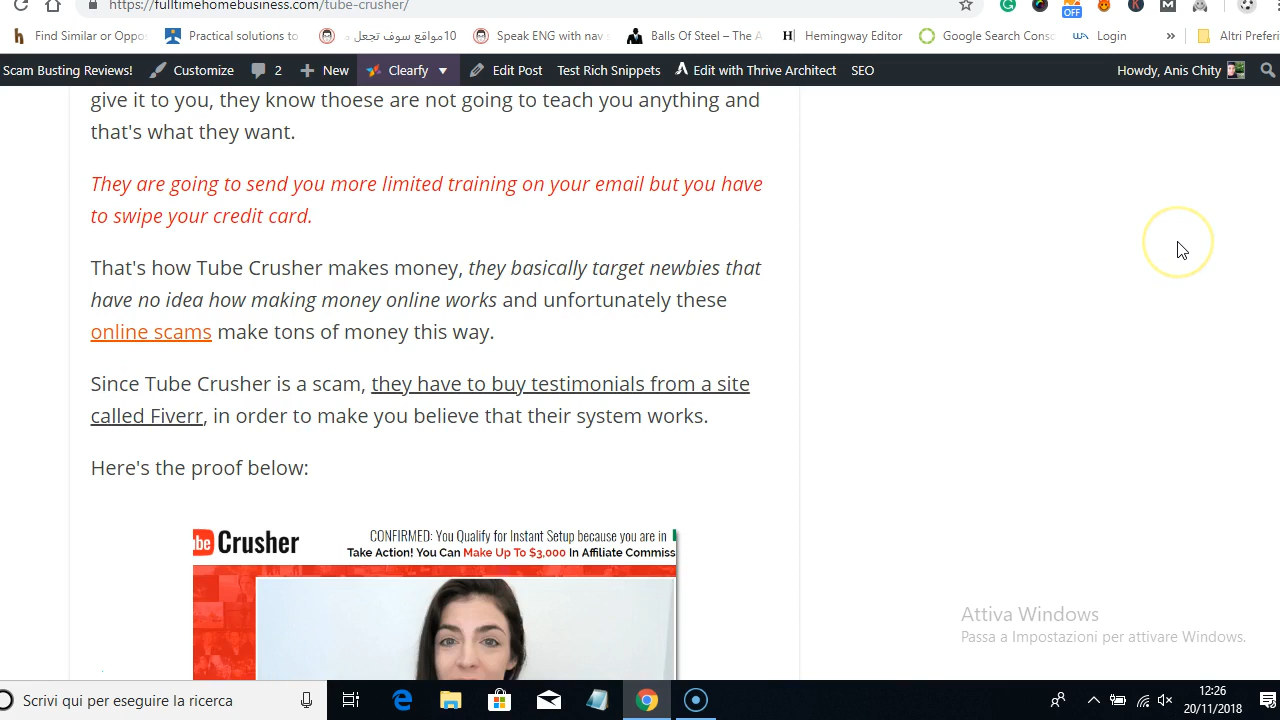 https://fulltimehomebusiness.com/tube-crusher/
OFF
Find Similar or Oppos
Practical solutions to
10مواقع سوف تجعل
Speak ENG with nav s
Balls Of Steel — The A
Hemingway Editor
Google Search Conso
Login
»
Altri Preferi
Scam Busting Reviews!
Customize
2
New
Clearfy
Edit Post
Test Rich Snippets
Edit with Thrive Architect
SEO
Howdy, Anis Chity
give it to you, they know thoese are not going to teach you anything and
that's what they want.
They are going to send you more limited training on your email but you have
to swipe your credit card.
That's how Tube Crusher makes money, they basically target newbies that
have no idea how making money online works and unfortunately these
online scams make tons of money this way.
Since Tube Crusher is a scam, they have to buy testimonials from a site
called Fiverr, in order to make you believe that their system works.
Here's the proof below:
be Crusher
CONFIRMED: You Qualify for Instant Setup because you are in
Take Action! You Can Make Up To $3,000 In Affiliate Commiss
Attiva Windows
Passa a Impostazioni per attivare Windows.
Scrivi qui per eseguire la ricerca
12:26
20/11/2018